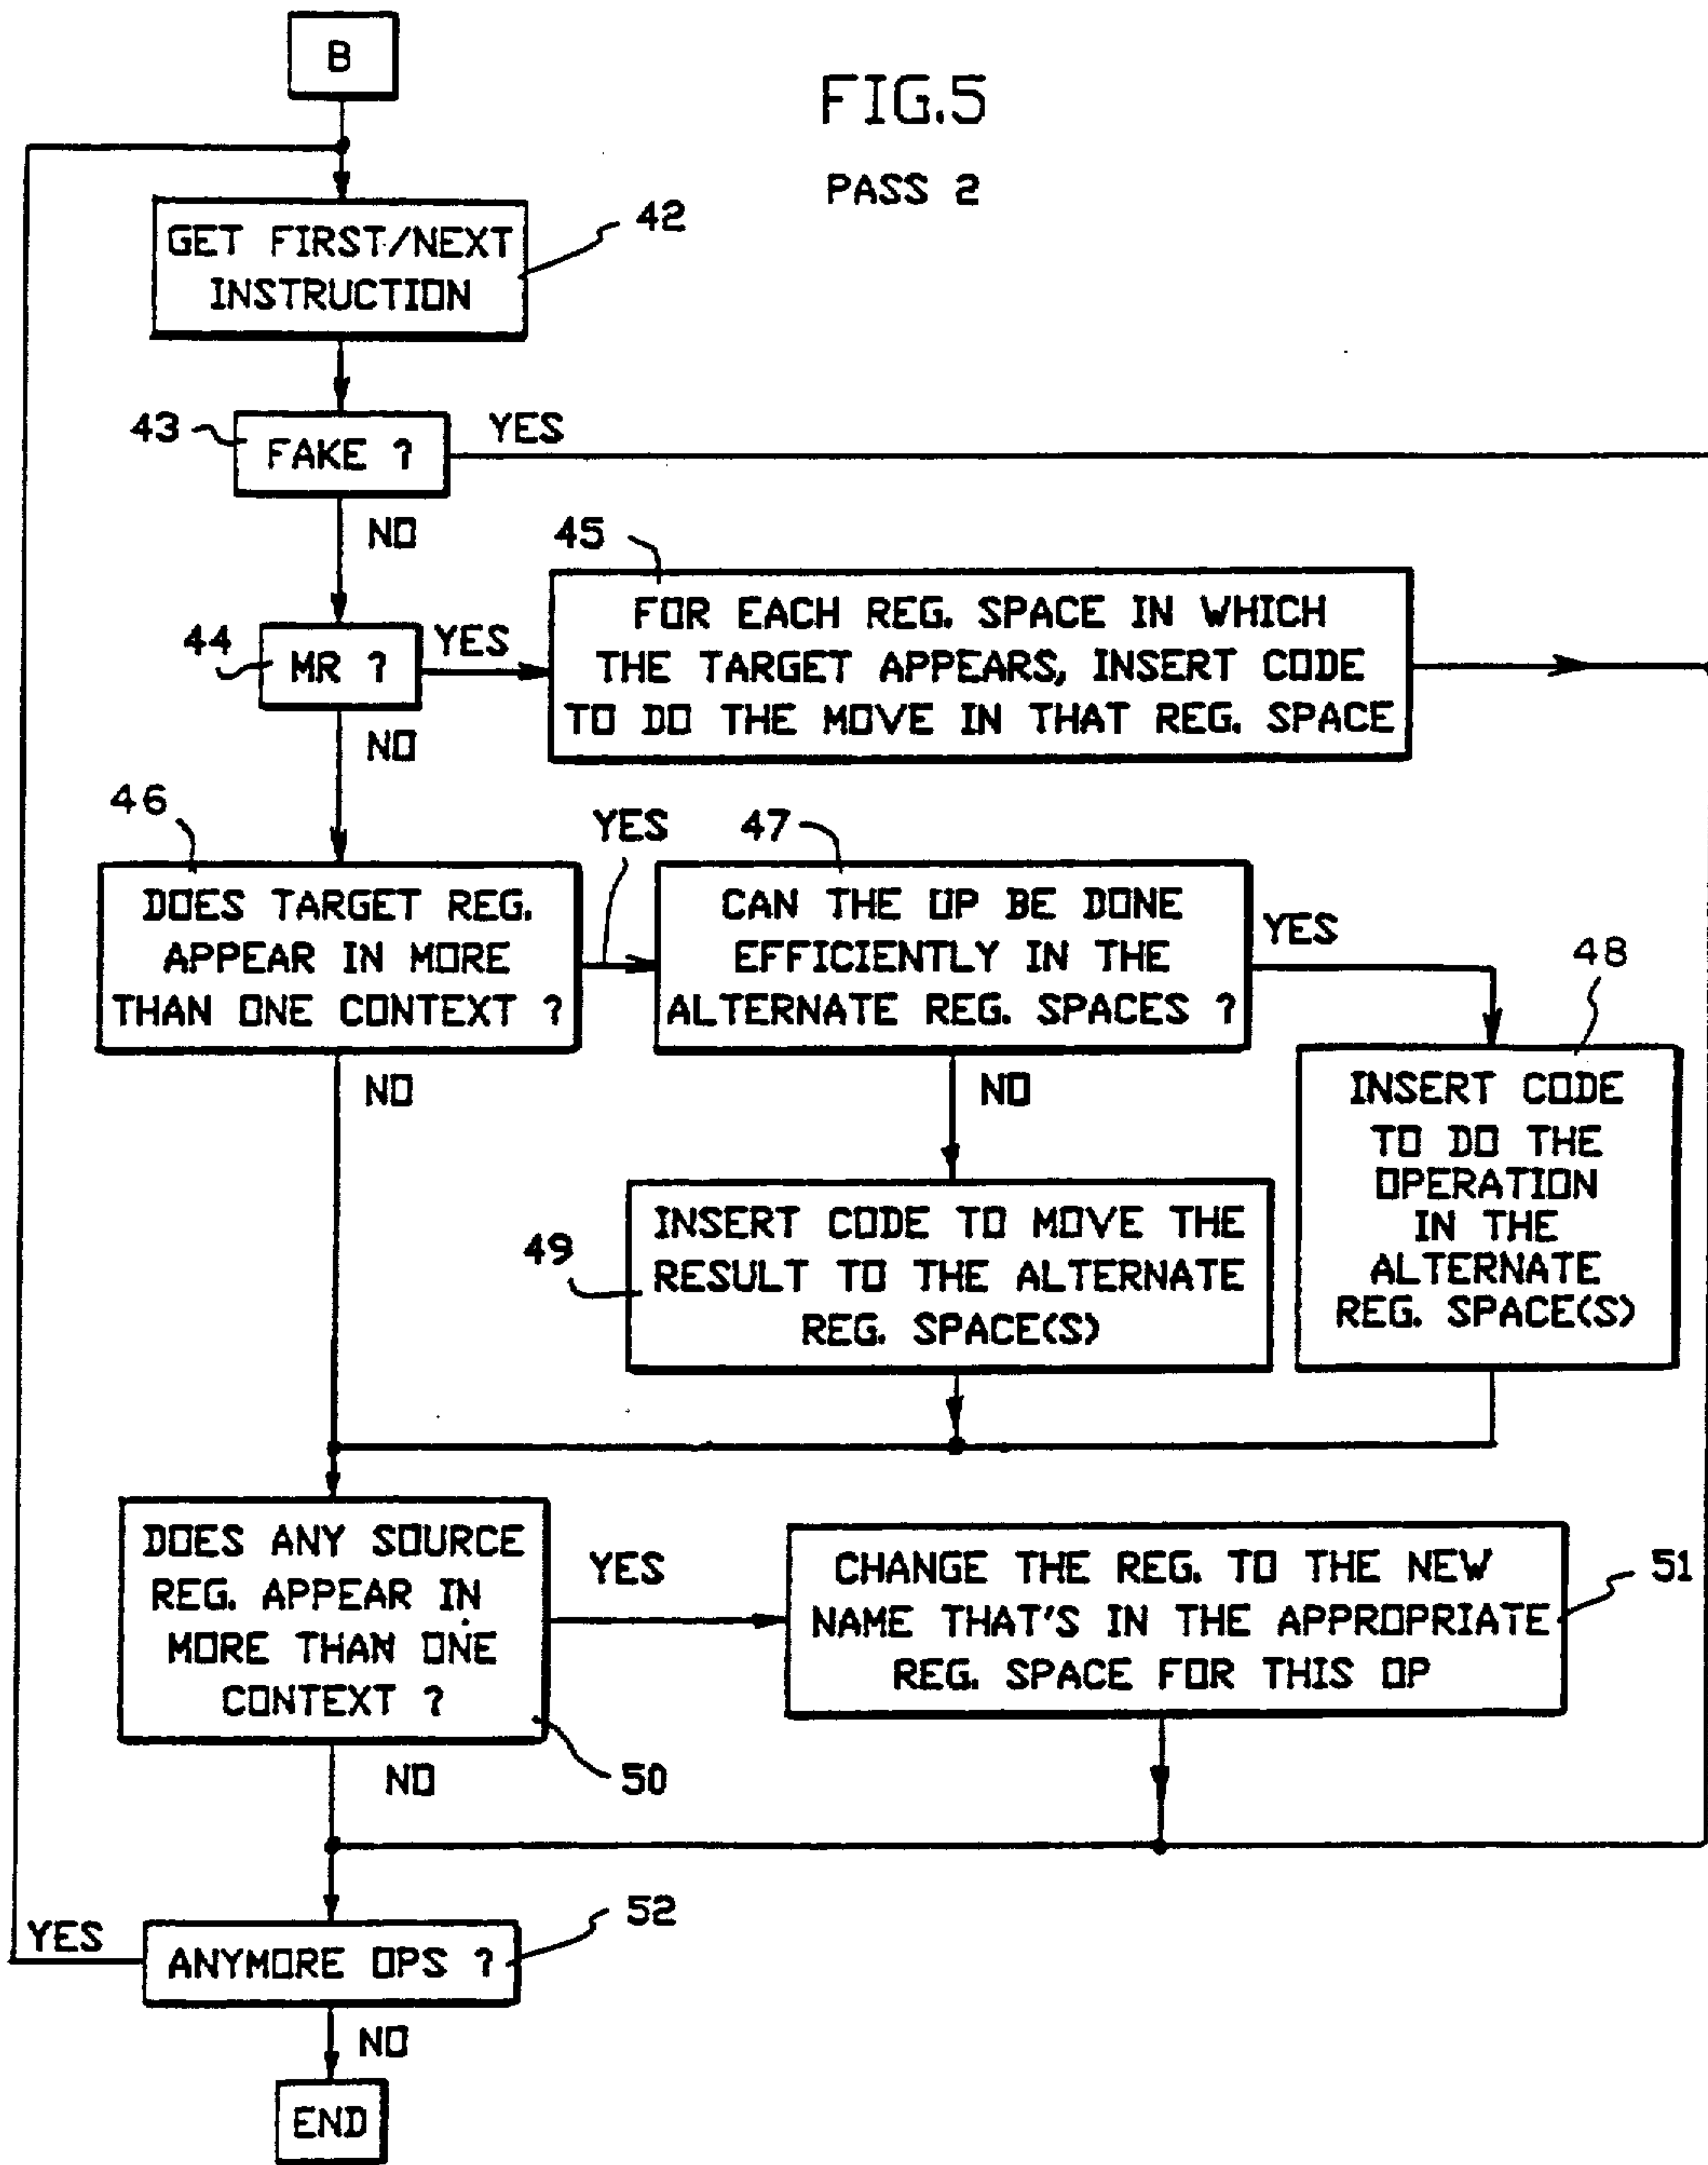 B
FIG.5
PASS 2
42
GET FIRST/NEXT
INSTRUCTION
43
FAKE ?
YES
NO
45
FOR EACH REG. SPACE IN WHICH
THE TARGET APPEARS, INSERT CODE
TO DO THE MOVE IN THAT REG. SPACE
44
MR ?
YES
NO
46
DOES TARGET REG.
APPEAR IN MORE
THAN ONE CONTEXT ?
YES
47
CAN THE OP BE DONE
EFFICIENTLY IN THE
ALTERNATE REG. SPACES ?
YES
48
INSERT CODE
TO DO THE
OPERATION
IN THE
ALTERNATE
REG. SPACE(S)
NO
NO
49
INSERT CODE TO MOVE THE
RESULT TO THE ALTERNATE
REG. SPACE(S)
DOES ANY SOURCE
REG. APPEAR IN
MORE THAN ONE
CONTEXT ?
50
YES
CHANGE THE REG. TO THE NEW
NAME THAT'S IN THE APPROPRIATE
REG. SPACE FOR THIS OP
51
NO
52
YES
ANYMORE OPS ?
NO
END